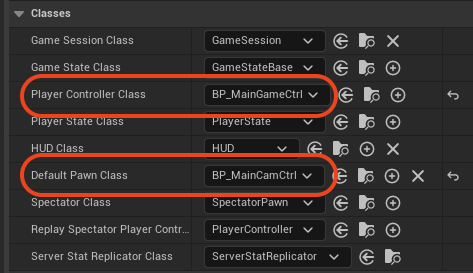 Classes
Game Session Class GameSession
Game State Class GameStateBase
Player Controller Class BP_MainGameCtrl
Player State Class PlayerState
HUD Class HUD
Default Pawn Class BP_MainCamCtrl
Spectator Class SpectatorPawn
Replay Spectator Player Contr... PlayerController
Server Stat Replicator Class ServerStatReplicator